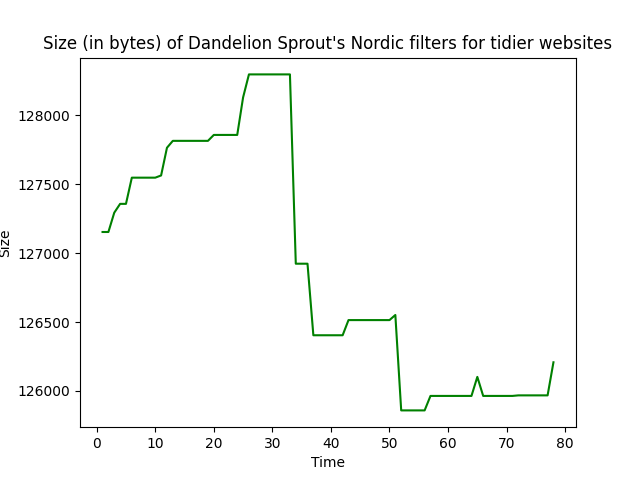 Size (in bytes) of Dandelion Sprout's Nordic filters for tidier websites
128000
127500
127000
126500
126000
Size
0 10 20 30 40 50 60 70 80
Time